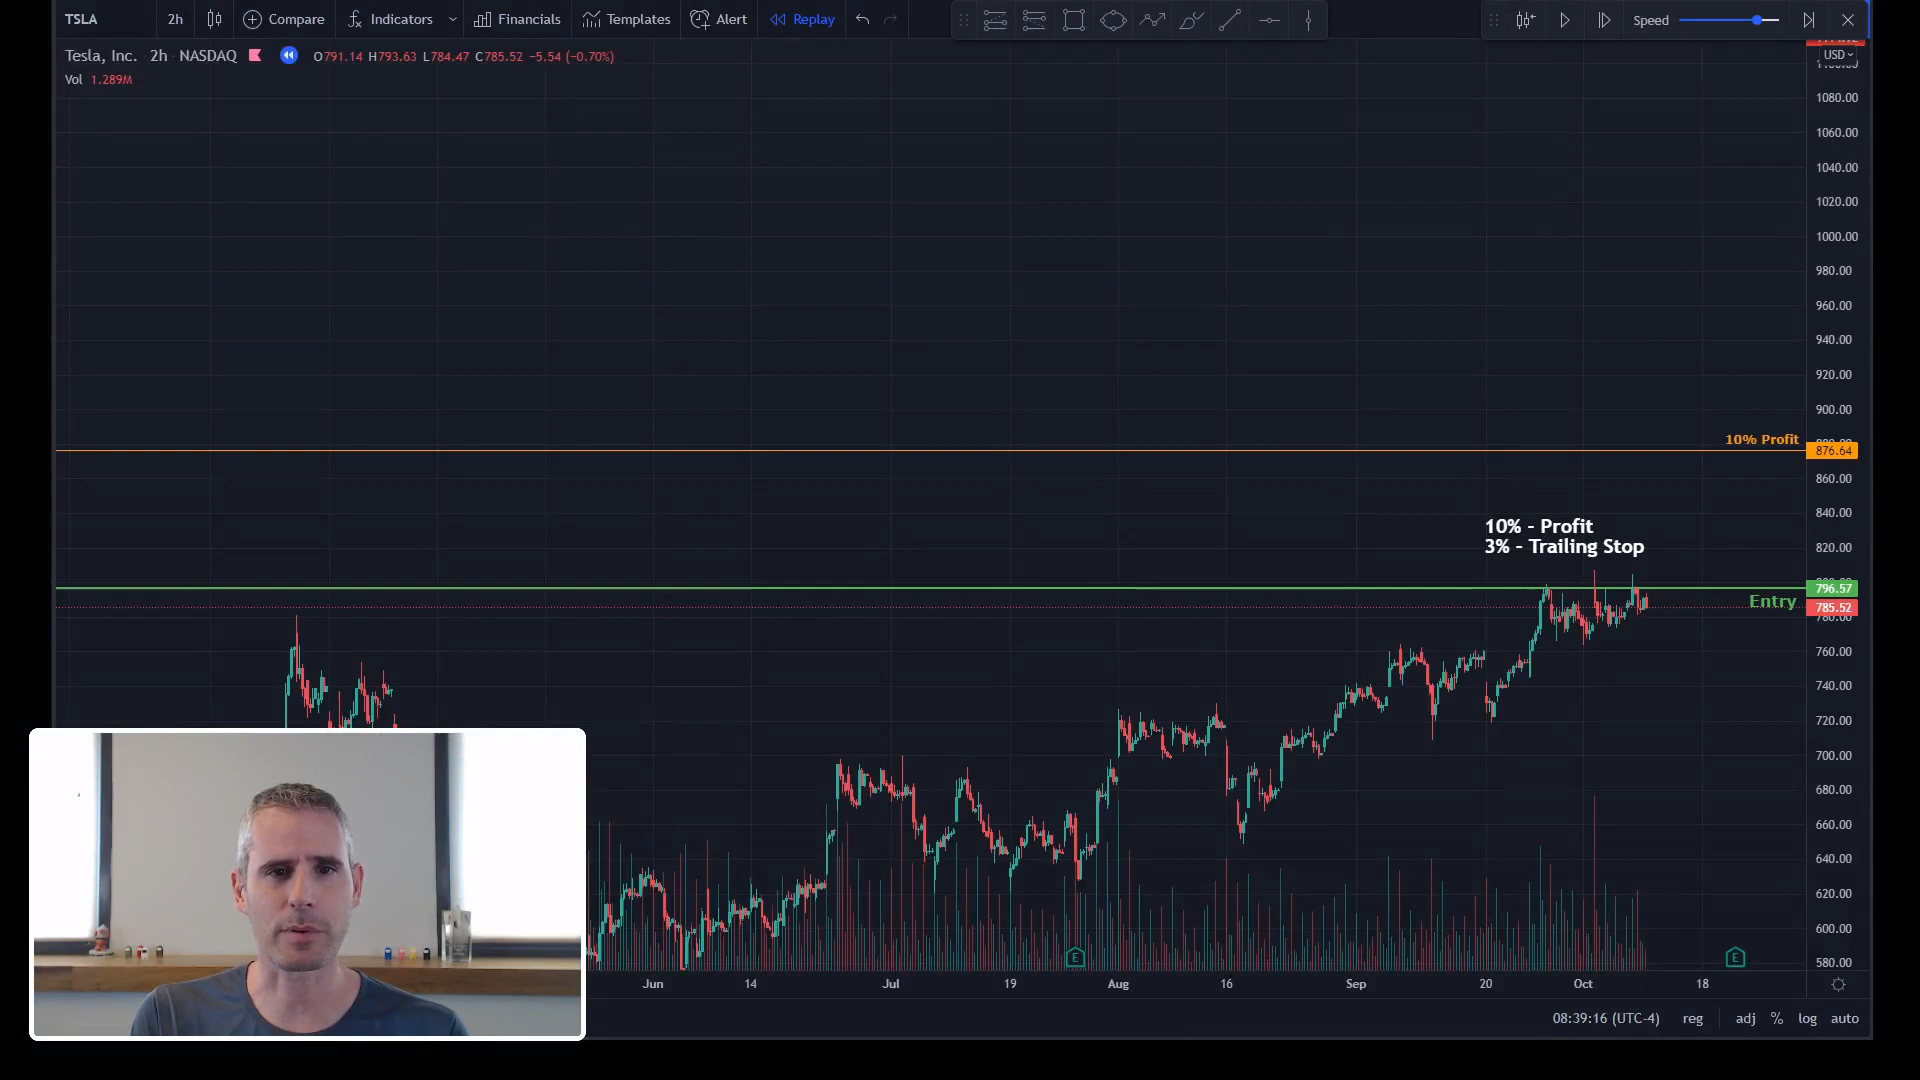 TSLA 2h Compare Indicators Financials Templates Alert Replay Speed
Tesla, Inc. 2h NASDAQ O791.14 H793.63 L784.47 C785.52 −5.54 (−0.70%)
USD
Vol 1.289M
1080.00
1060.00
1040.00
1020.00
1000.00
980.00
960.00
940.00
920.00
900.00
10% Profit
876.64
860.00
10% - Profit
840.00
3% - Trailing Stop
820.00
796.57
Entry
785.52
780.00
760.00
740.00
720.00
700.00
680.00
660.00
640.00
620.00
600.00
580.00
E E
Jun 14 Jul 19 Aug 16 Sep 20 Oct 18
08:39:16 (UTC-4) reg adj % log auto